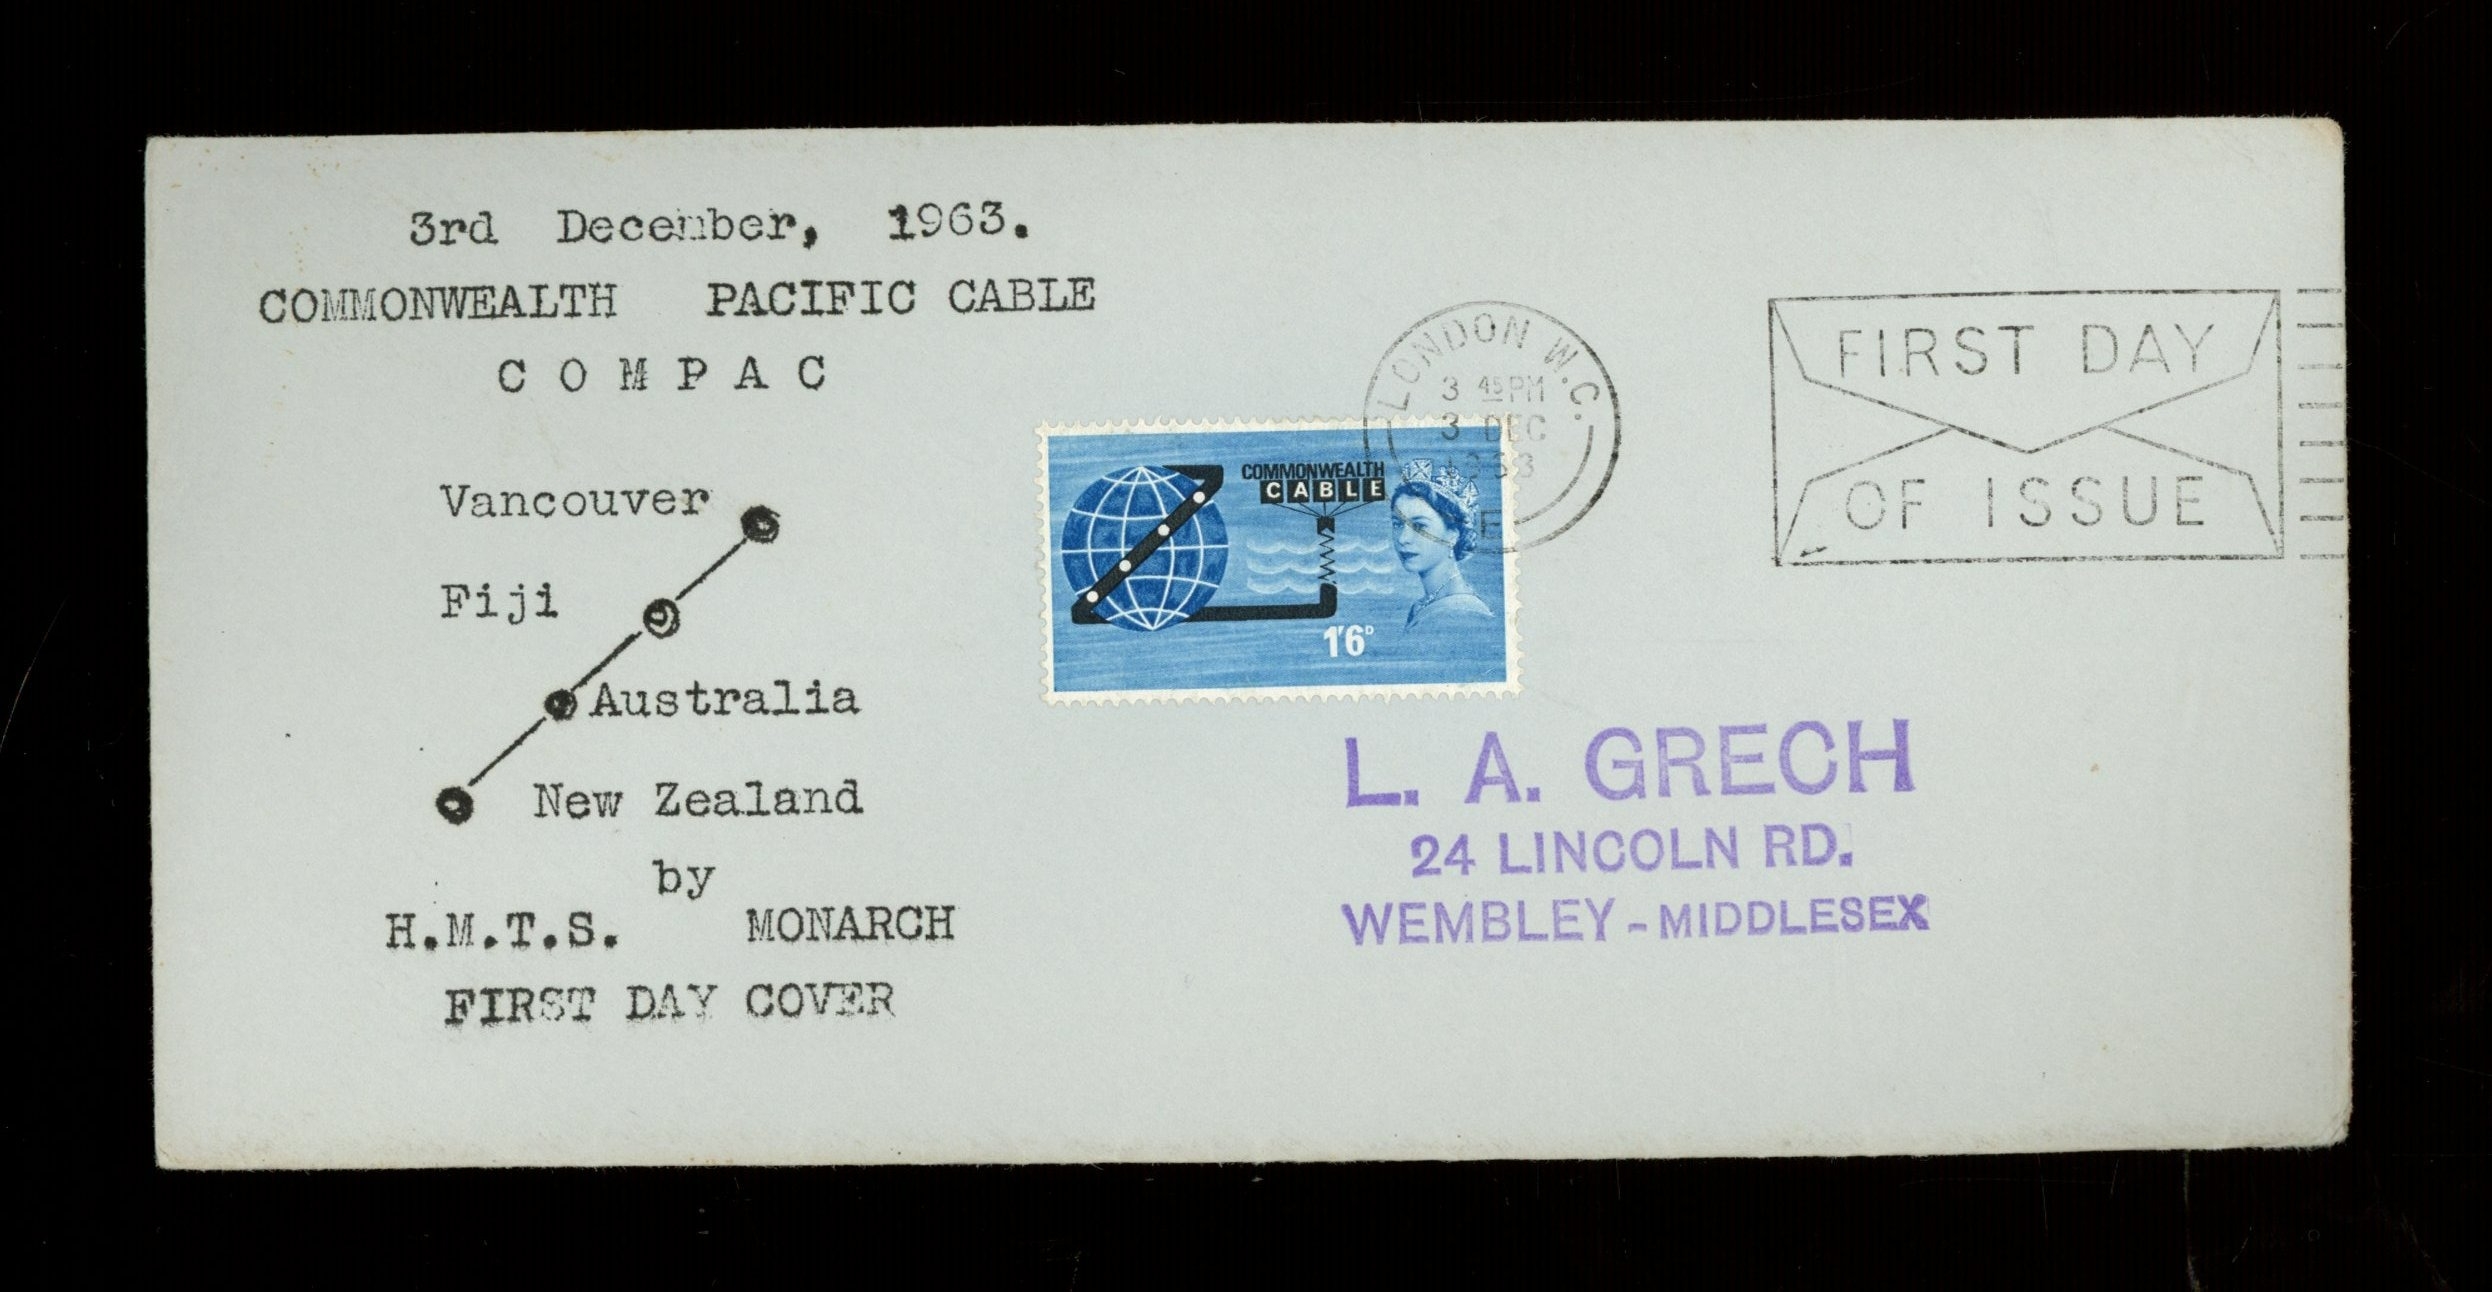 3rd December, 1963.
COMMONWEALTH PACIFIC CABLE
C O M P A C
Vancouver
Fiji
Australia
New Zealand
by
H.M.T.S. MONARCH
FIRST DAY COVER
LONDON W.C.
3 45 PM
3 DEC
1963
E
COMMONWEALTH
CABLE
1'6D
FIRST DAY
OF ISSUE
L. A. GRECH
24 LINCOLN RD.
WEMBLEY - MIDDLESEX